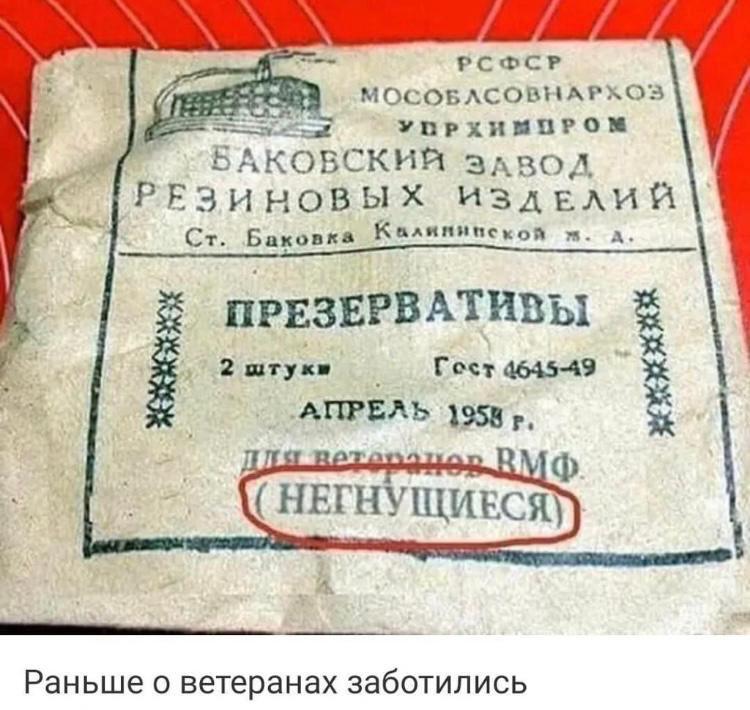 РСФСР
МОСОБЛСОВНАРХОЗ
УПРХИМПРОМ
БАКОВСКИЙ ЗАВОД
РЕЗИНОВЫХ ИЗДЕЛИЙ
Ст. Баковка Калининской ж. д.
ПРЕЗЕРВАТИВЫ
2 штуки Гост 4645-49
АПРЕЛЬ 1958 г.
для ветеранов ВМФ
(НЕГНУЩИЕСЯ)
Раньше о ветеранах заботились